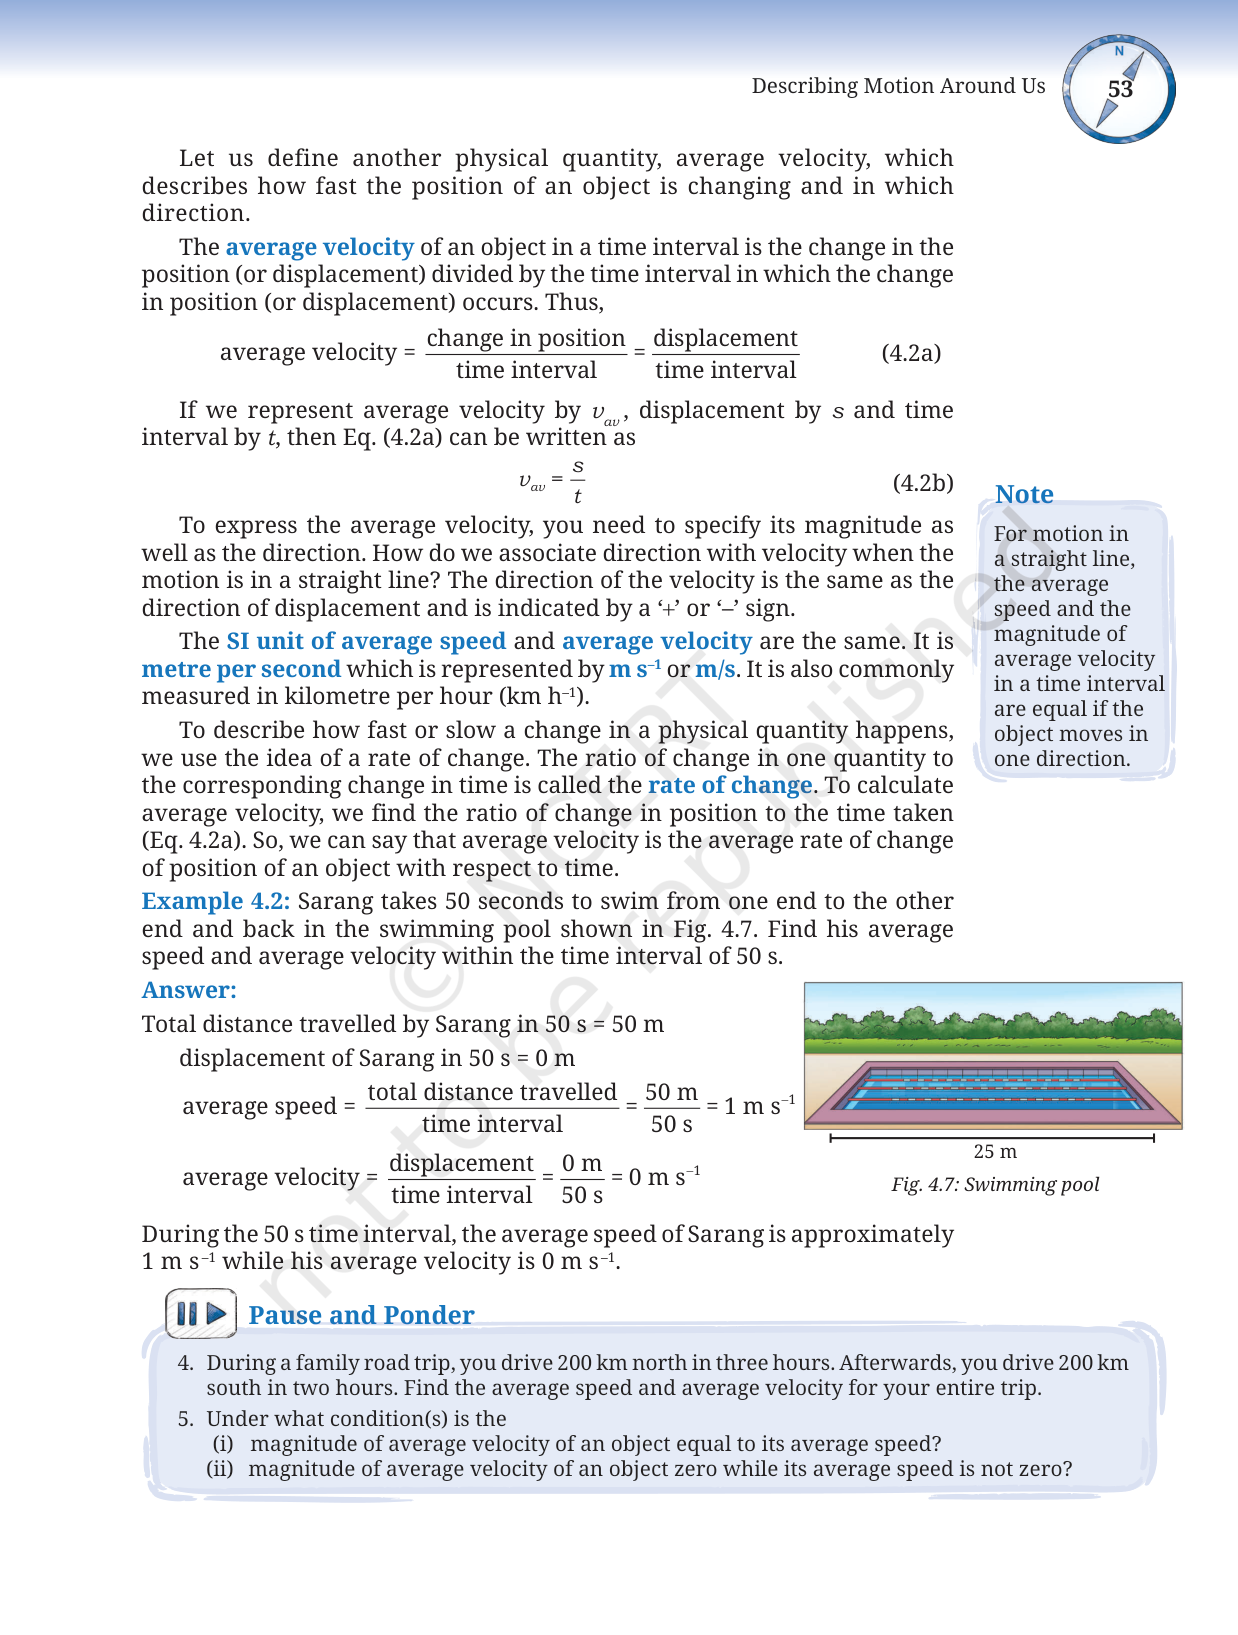 Describing Motion Around Us
N
53
Let us define another physical quantity, average velocity, which
describes how fast the position of an object is changing and in which
direction.
The average velocity of an object in a time interval is the change in the
position (or displacement) divided by the time interval in which the change
in position (or displacement) occurs. Thus,
average velocity = change in position / time interval = displacement / time interval (4.2a)
If we represent average velocity by v_av, displacement by s and time
interval by t, then Eq. (4.2a) can be written as
v_av = s / t (4.2b)
To express the average velocity, you need to specify its magnitude as
well as the direction. How do we associate direction with velocity when the
motion is in a straight line? The direction of the velocity is the same as the
direction of displacement and is indicated by a ‘+’ or ‘–’ sign.
The SI unit of average speed and average velocity are the same. It is
metre per second which is represented by m s⁻¹ or m/s. It is also commonly
measured in kilometre per hour (km h⁻¹).
To describe how fast or slow a change in a physical quantity happens,
we use the idea of a rate of change. The ratio of change in one quantity to
the corresponding change in time is called the rate of change. To calculate
average velocity, we find the ratio of change in position to the time taken
(Eq. 4.2a). So, we can say that average velocity is the average rate of change
of position of an object with respect to time.
Note
For motion in
a straight line,
the average
speed and the
magnitude of
average velocity
in a time interval
are equal if the
object moves in
one direction.
Example 4.2: Sarang takes 50 seconds to swim from one end to the other
end and back in the swimming pool shown in Fig. 4.7. Find his average
speed and average velocity within the time interval of 50 s.
Answer:
Total distance travelled by Sarang in 50 s = 50 m
displacement of Sarang in 50 s = 0 m
average speed = total distance travelled / time interval = 50 m / 50 s = 1 m s⁻¹
average velocity = displacement / time interval = 0 m / 50 s = 0 m s⁻¹
25 m
Fig. 4.7: Swimming pool
During the 50 s time interval, the average speed of Sarang is approximately
1 m s⁻¹ while his average velocity is 0 m s⁻¹.
Pause and Ponder
4. During a family road trip, you drive 200 km north in three hours. Afterwards, you drive 200 km
south in two hours. Find the average speed and average velocity for your entire trip.
5. Under what condition(s) is the
(i) magnitude of average velocity of an object equal to its average speed?
(ii) magnitude of average velocity of an object zero while its average speed is not zero?
© NCERT
not to be republished